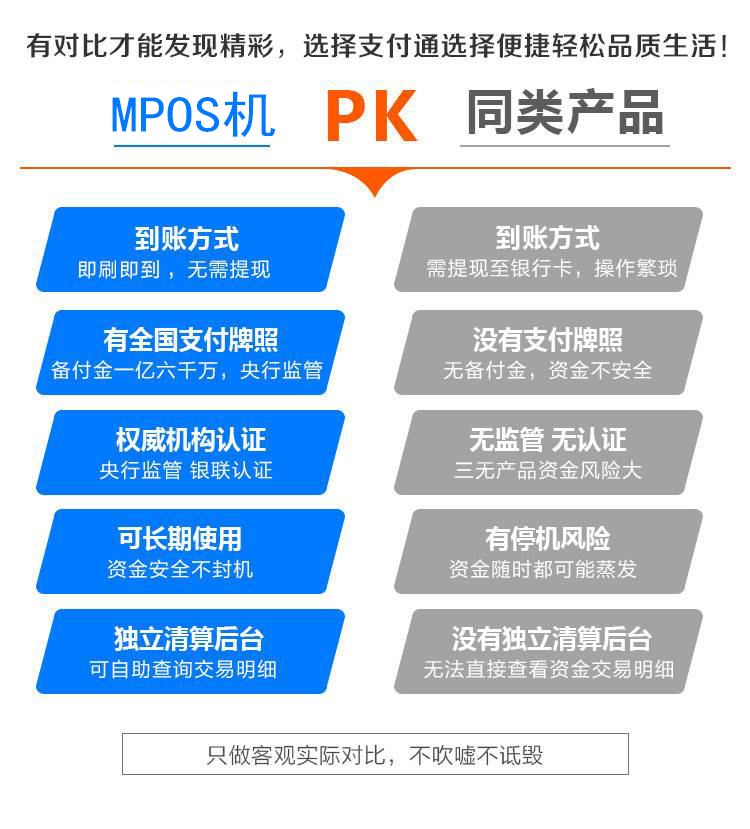 有对比才能发现精彩，选择支付通选择便捷轻松品质生活！
MPOS机 PK 同类产品
到账方式
即刷即到，无需提现
到账方式
需提现至银行卡，操作繁琐
有全国支付牌照
备付金一亿六千万，央行监管
没有支付牌照
无备付金，资金不安全
权威机构认证
央行监管 银联认证
无监管 无认证
三无产品资金风险大
可长期使用
资金安全不封机
有停机风险
资金随时都可能蒸发
独立清算后台
可自助查询交易明细
没有独立清算后台
无法直接查看资金交易明细
只做客观实际对比，不吹嘘不诋毁